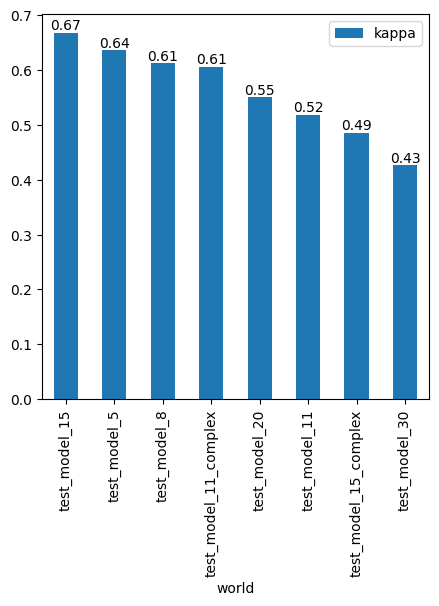 0.7
0.6
0.5
0.4
0.3
0.2
0.1
0.0
kappa
0.67
0.64
0.61
0.61
0.55
0.52
0.49
0.43
test_model_15
test_model_5
test_model_8
test_model_11_complex
test_model_20
test_model_11
test_model_15_complex
test_model_30
world